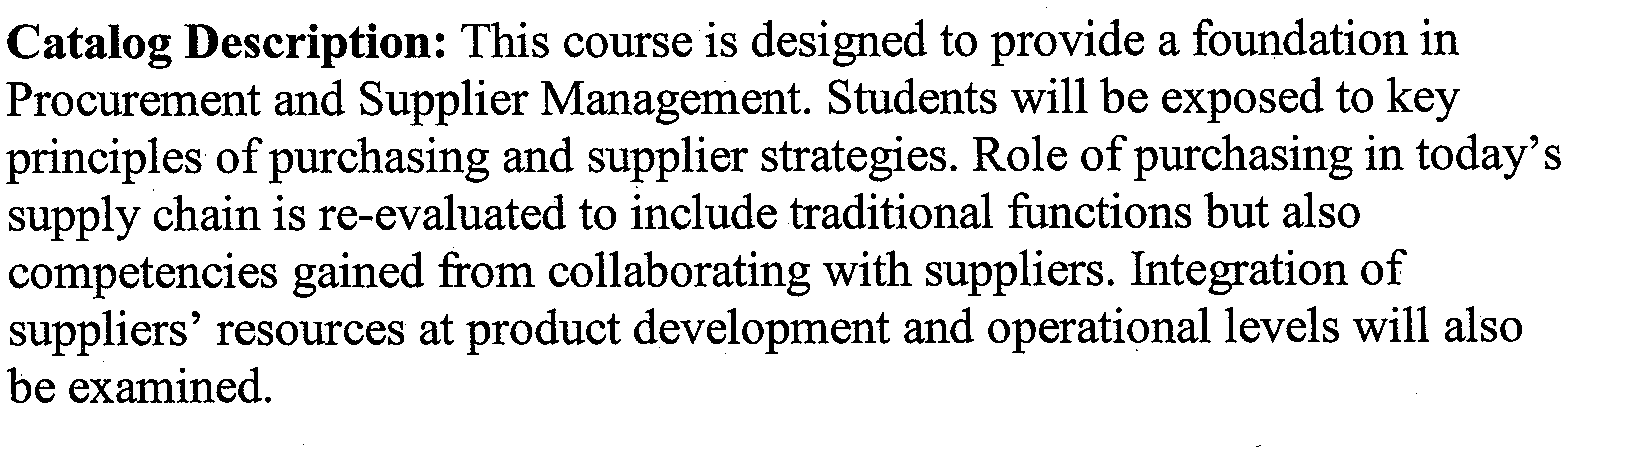 Catalog Description: This course is designed to provide a foundation in
Procurement and Supplier Management. Students will be exposed to key
principles of purchasing and supplier strategies. Role of purchasing in today’s
supply chain is re-evaluated to include traditional functions but also
competencies gained from collaborating with suppliers. Integration of
suppliers’ resources at product development and operational levels will also
be examined.